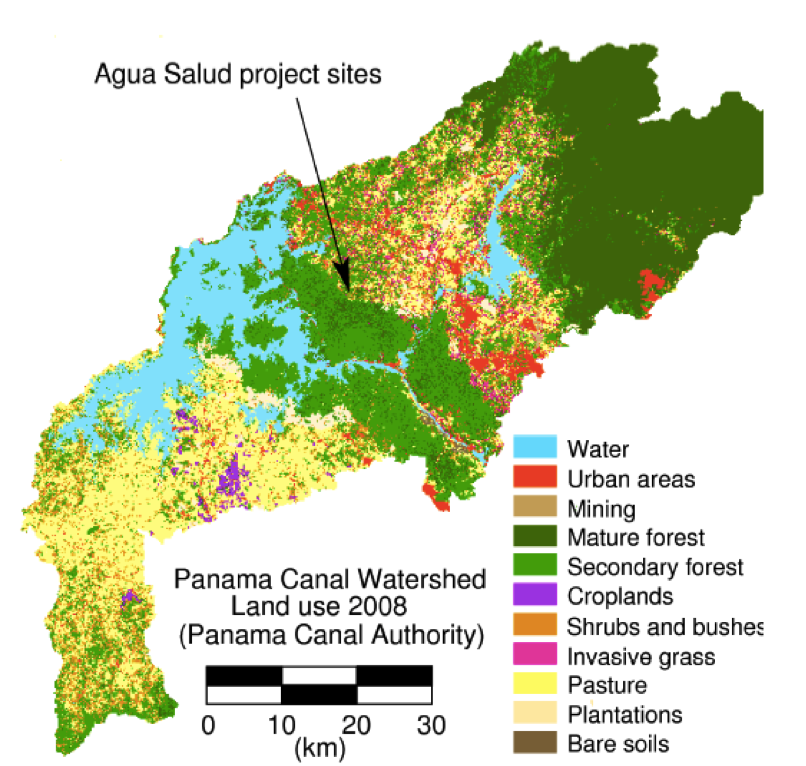 Agua Salud project sites
Water
Urban areas
Mining
Mature forest
Secondary forest
Croplands
Shrubs and bushes
Invasive grass
Pasture
Plantations
Bare soils
Panama Canal Watershed
Land use 2008
(Panama Canal Authority)
0 10 20 30
(km)